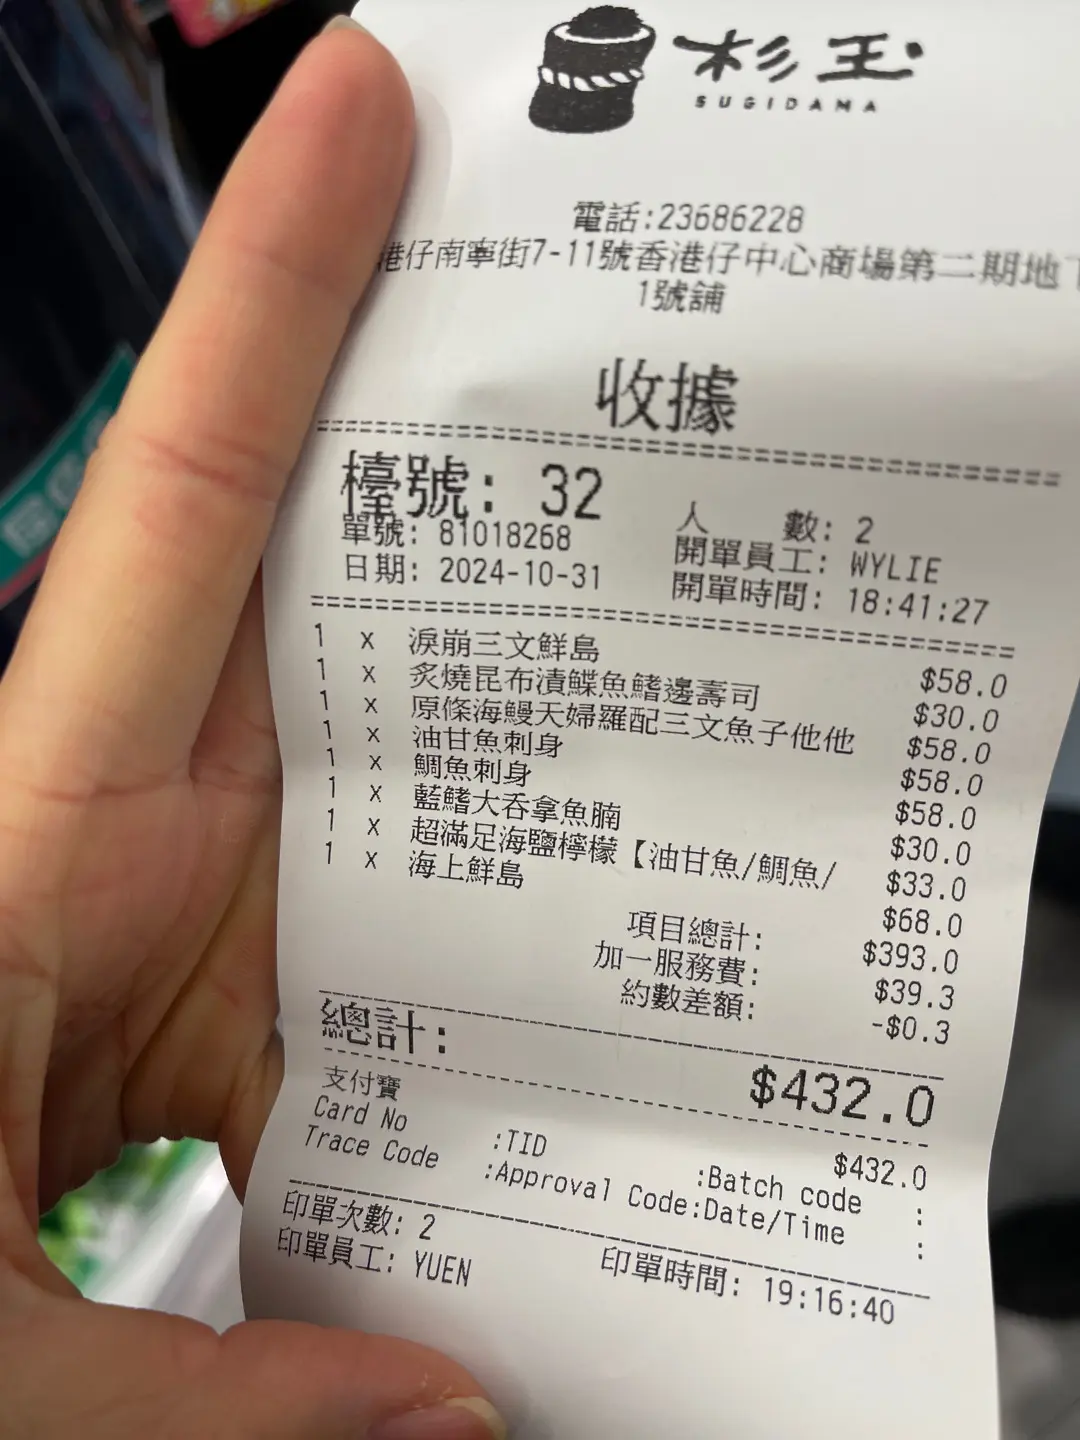 杉玉
SUGIDAMA
電話:23686228
港仔南寧街7-11號香港仔中心商場第二期地下
1號舖
收據
檯號: 32
人 數: 2
單號: 81018268
開單員工: WYLIE
日期: 2024-10-31
開單時間: 18:41:27
1 x 淚崩三文鮮島 $58.0
1 x 炙燒昆布漬鰈魚鰭邊壽司 $30.0
1 x 原條海鰻天婦羅配三文魚子他他 $58.0
1 x 油甘魚刺身 $58.0
1 x 鯛魚刺身 $58.0
1 x 藍鰭大吞拿魚腩 $30.0
1 x 超滿足海鹽檸檬【油甘魚/鯛魚/ $33.0
1 x 海上鮮島 $68.0
項目總計: $393.0
加一服務費: $39.3
約數差額: -$0.3
總計: $432.0
支付寶 $432.0
Card No :TID :Batch code :
Trace Code :Approval Code:Date/Time :
印單次數: 2
印單員工: YUEN 印單時間: 19:16:40